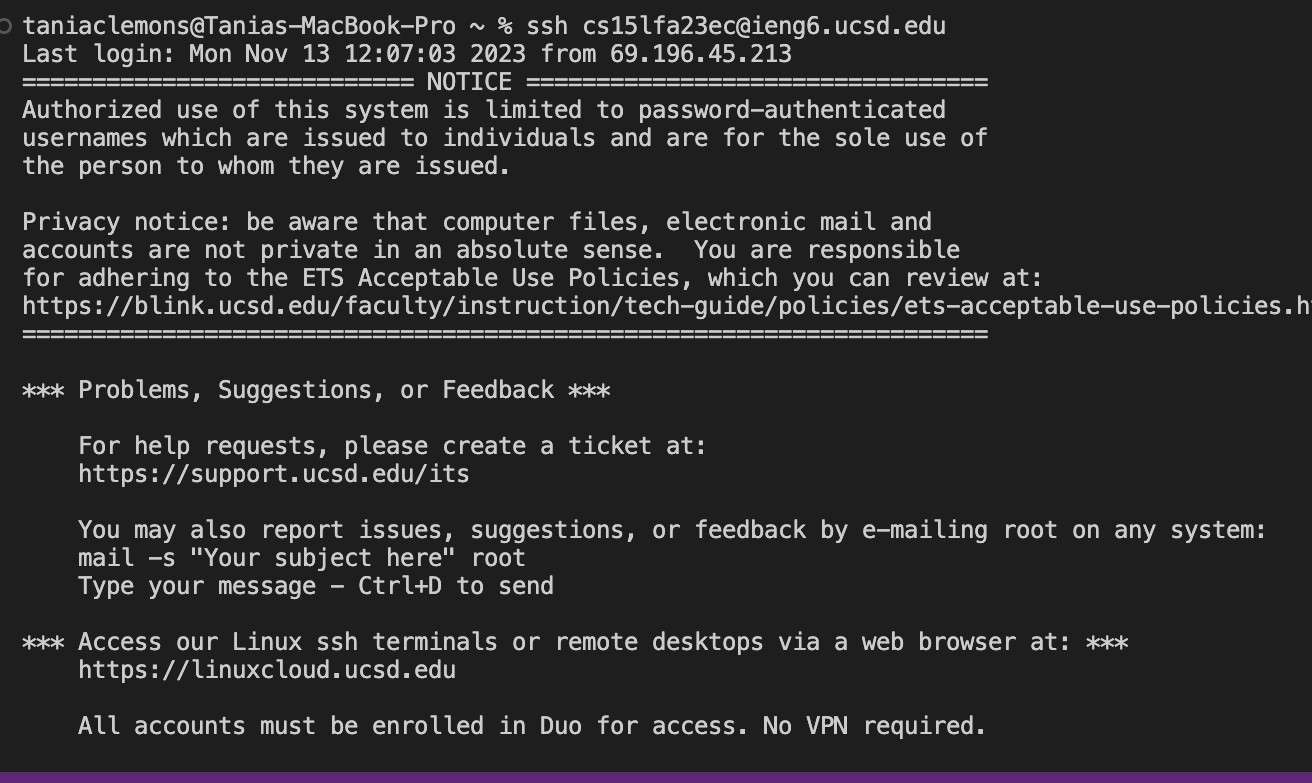 taniaclemons@Tanias-MacBook-Pro ~ % ssh cs15lfa23ec@ieng6.ucsd.edu
Last login: Mon Nov 13 12:07:03 2023 from 69.196.45.213
============================ NOTICE =================================
Authorized use of this system is limited to password-authenticated
usernames which are issued to individuals and are for the sole use of
the person to whom they are issued.

Privacy notice: be aware that computer files, electronic mail and
accounts are not private in an absolute sense.  You are responsible
for adhering to the ETS Acceptable Use Policies, which you can review at:
https://blink.ucsd.edu/faculty/instruction/tech-guide/policies/ets-acceptable-use-policies.h
=====================================================================

*** Problems, Suggestions, or Feedback ***

    For help requests, please create a ticket at:
    https://support.ucsd.edu/its

    You may also report issues, suggestions, or feedback by e-mailing root on any system:
    mail -s "Your subject here" root
    Type your message - Ctrl+D to send

*** Access our Linux ssh terminals or remote desktops via a web browser at: ***
    https://linuxcloud.ucsd.edu

    All accounts must be enrolled in Duo for access. No VPN required.